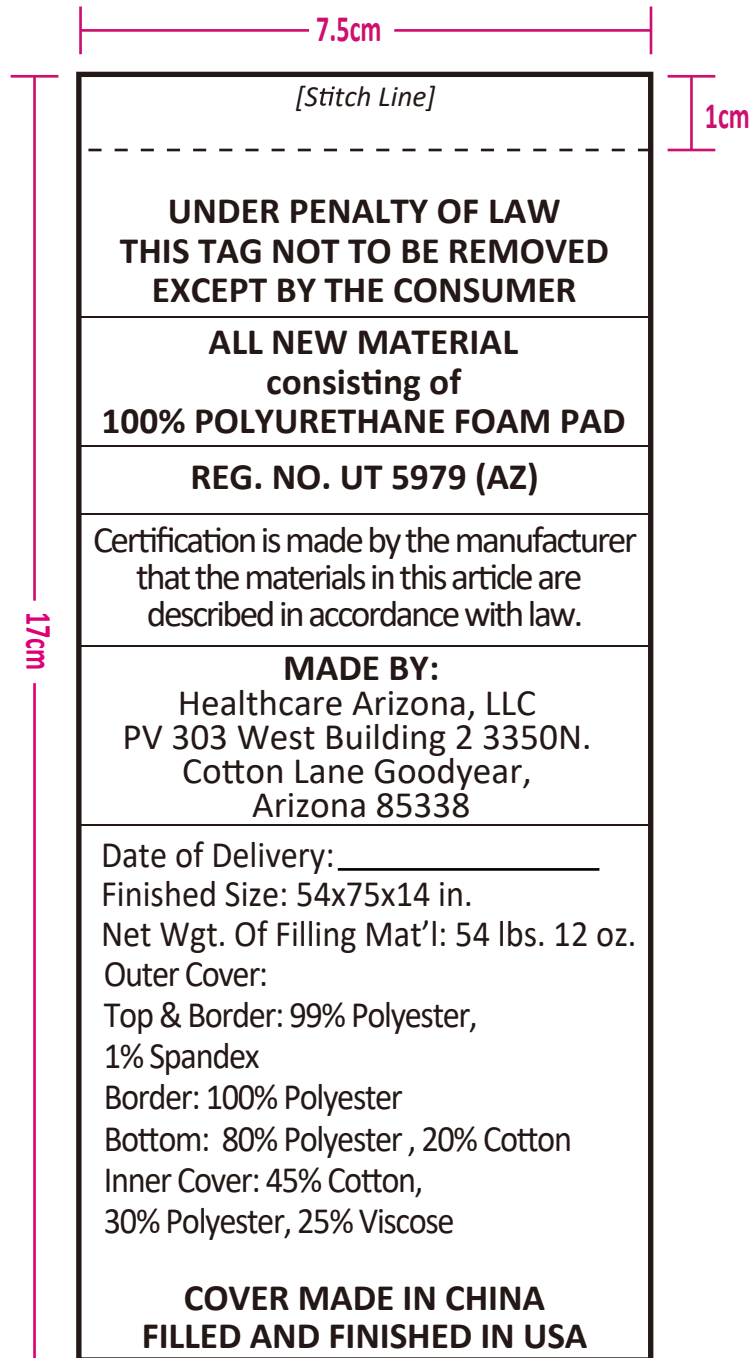 7.5cm
[Stitch Line]
1cm
UNDER PENALTY OF LAW
THIS TAG NOT TO BE REMOVED
EXCEPT BY THE CONSUMER
ALL NEW MATERIAL
consisting of
100% POLYURETHANE FOAM PAD
REG. NO. UT 5979 (AZ)
Certification is made by the manufacturer
that the materials in this article are
described in accordance with law.
17cm
MADE BY:
Healthcare Arizona, LLC
PV 303 West Building 2 3350N.
Cotton Lane Goodyear,
Arizona 85338
Date of Delivery:
Finished Size: 54x75x14 in.
Net Wgt. Of Filling Mat’l: 54 lbs. 12 oz.
Outer Cover:
Top & Border: 99% Polyester,
1% Spandex
Border: 100% Polyester
Bottom:  80% Polyester , 20% Cotton
Inner Cover: 45% Cotton,
30% Polyester, 25% Viscose
COVER MADE IN CHINA
FILLED AND FINISHED IN USA